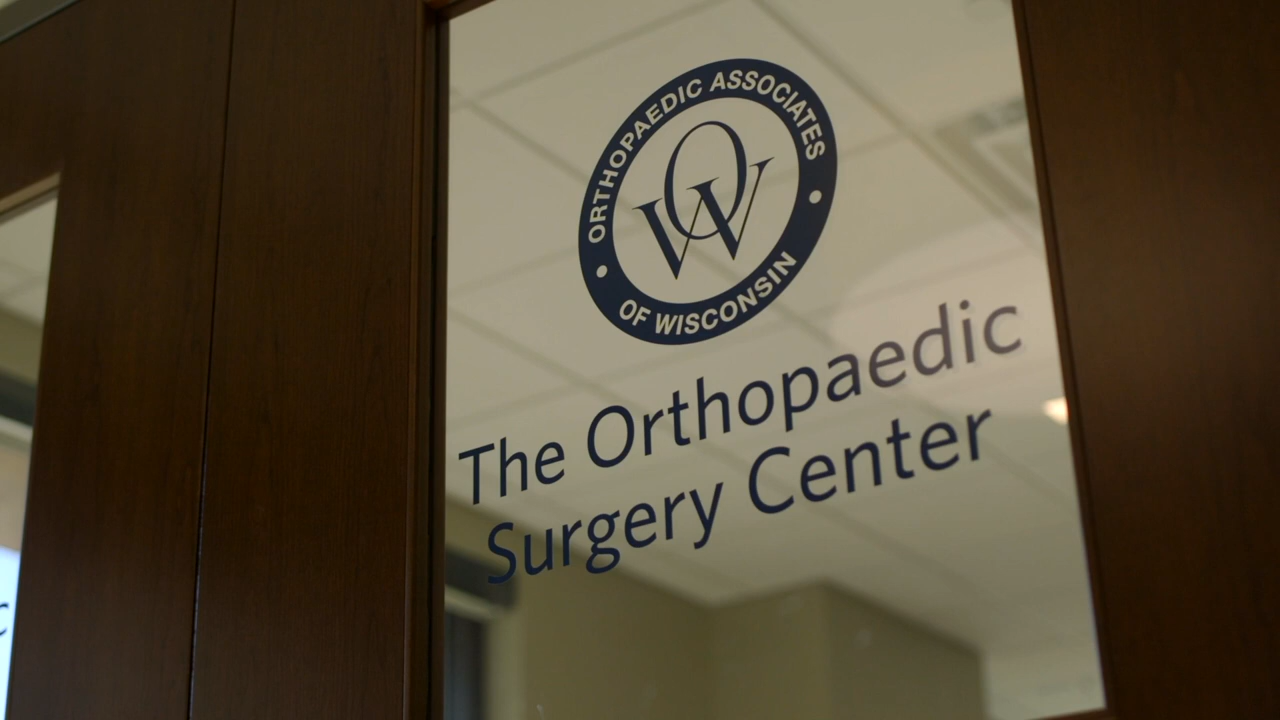 ORTHOPAEDIC ASSOCIATES
OW
OF WISCONSIN
The Orthopaedic
Surgery Center
c